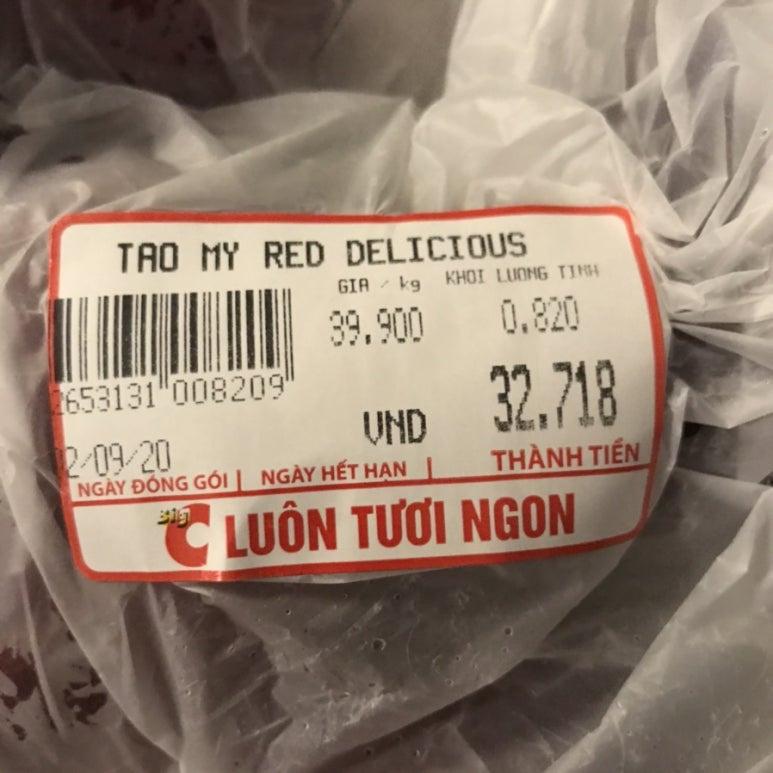 TAO MY RED DELICIOUS
GIA / kg KHOI LUONG TINH
39.900 0.820
2653131 008209
VND 32.718
2/09/20
NGÀY ĐÓNG GÓI | NGÀY HẾT HẠN | THÀNH TIỀN
Big C LUÔN TƯƠI NGON